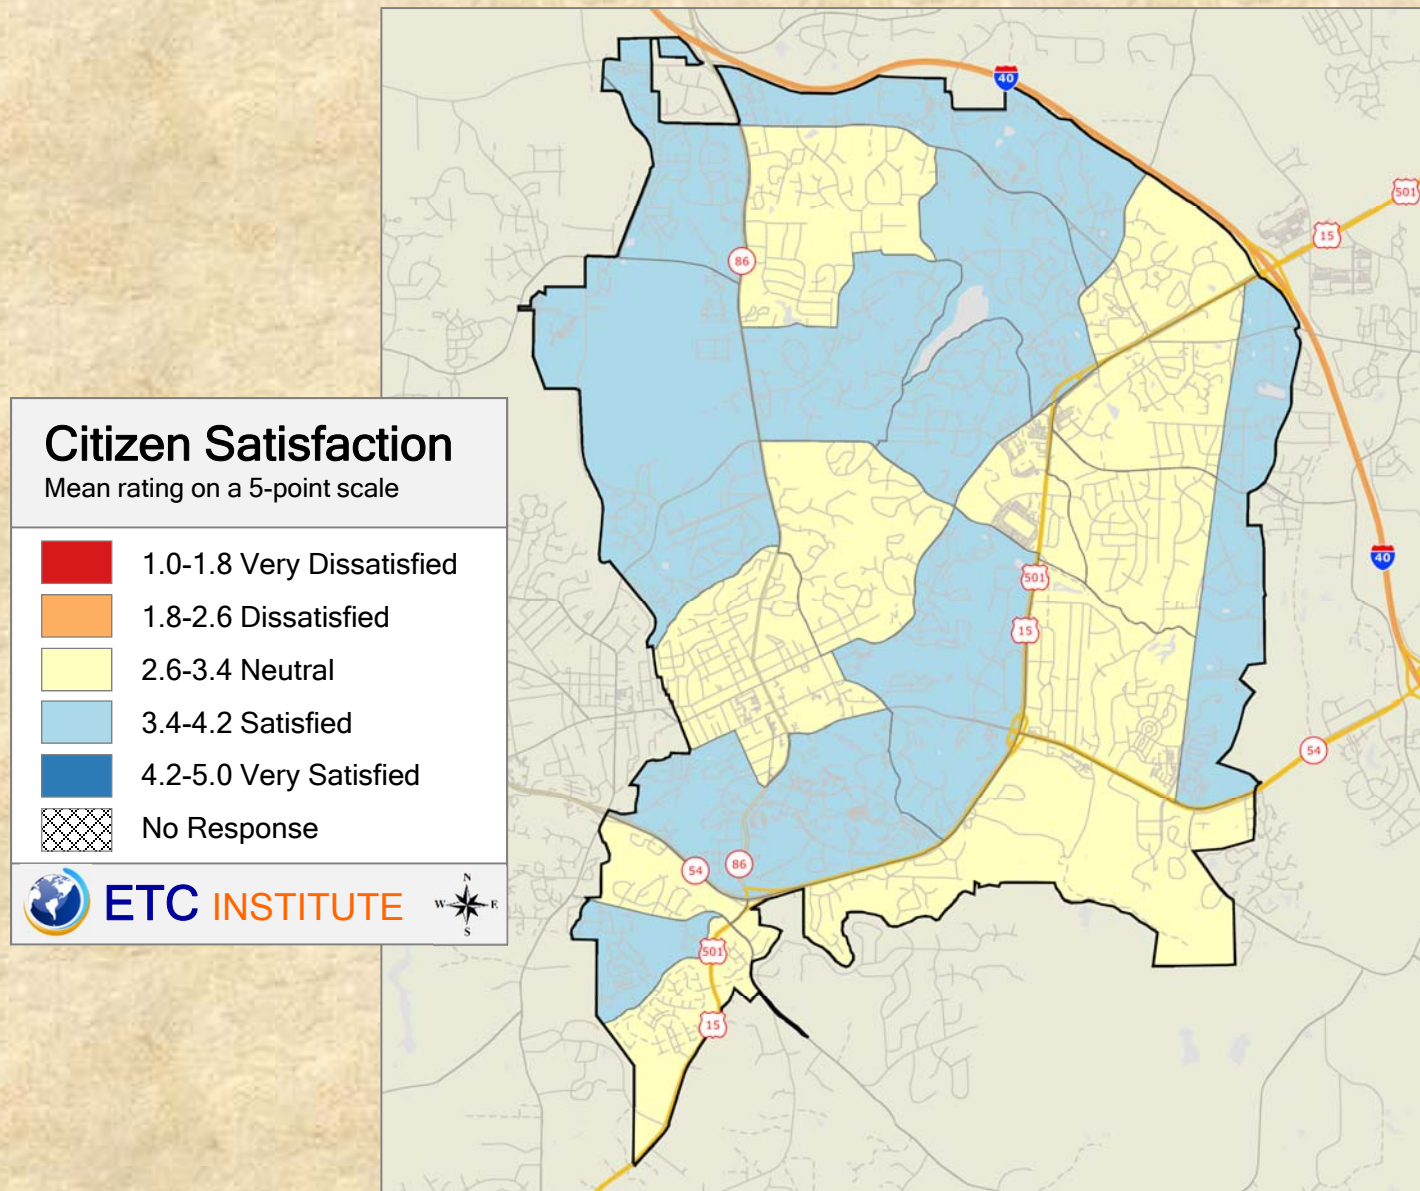 40
501
15
86
Citizen Satisfaction
Mean rating on a 5-point scale
1.0-1.8 Very Dissatisfied
1.8-2.6 Dissatisfied
2.6-3.4 Neutral
3.4-4.2 Satisfied
4.2-5.0 Very Satisfied
No Response
ETC INSTITUTE
N
W E
S
40
501
15
54
54
86
501
15